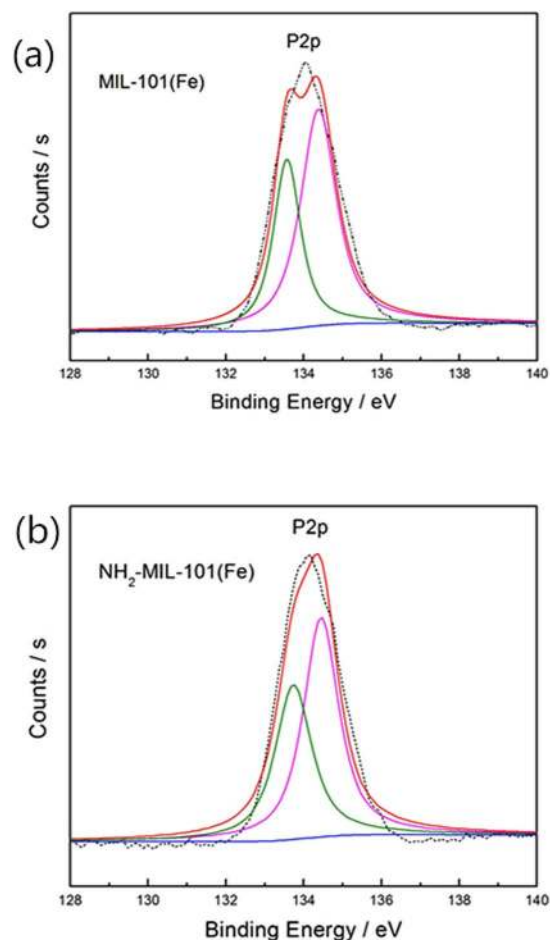 (a)
P2p
MIL-101(Fe)
Counts / s
128 130 132 134 136 138 140
Binding Energy / eV
(b)
P2p
NH₂-MIL-101(Fe)
Counts / s
128 130 132 134 136 138 140
Binding Energy / eV